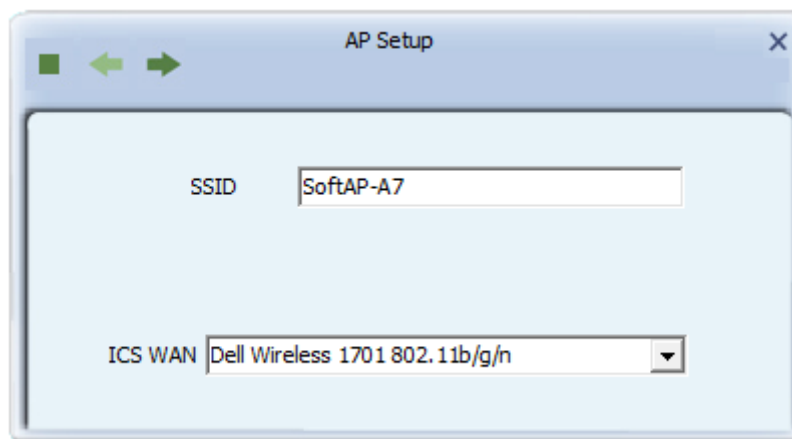 AP Setup
SSID SoftAP-A7
ICS WAN Dell Wireless 1701 802.11b/g/n